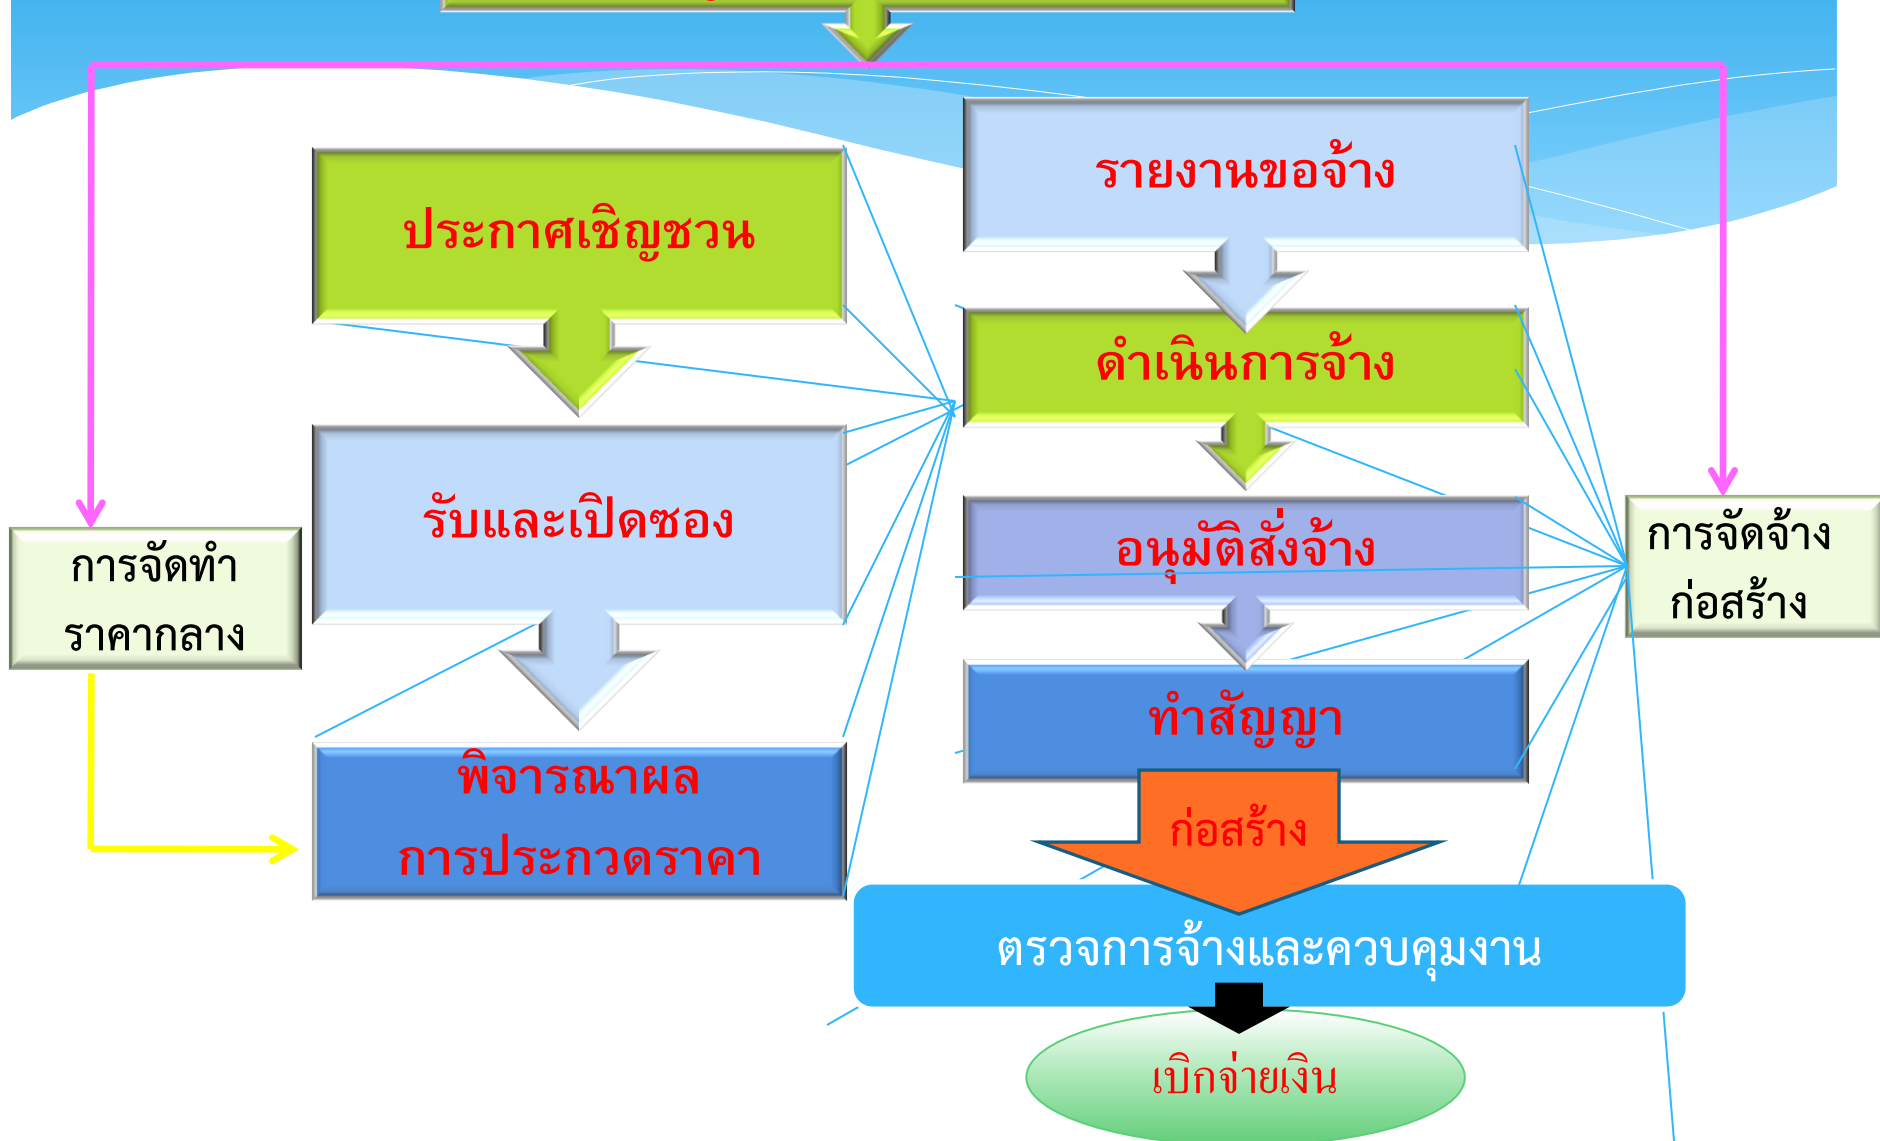 ประกาศเชิญชวน
รับและเปิดซอง
พิจารณาผล
การประกวดราคา
การจัดทำ
ราคากลาง
รายงานขอจ้าง
ดำเนินการจ้าง
อนุมัติสั่งจ้าง
ทำสัญญา
ก่อสร้าง
ตรวจการจ้างและควบคุมงาน
เบิกจ่ายเงิน
การจัดจ้าง
ก่อสร้าง